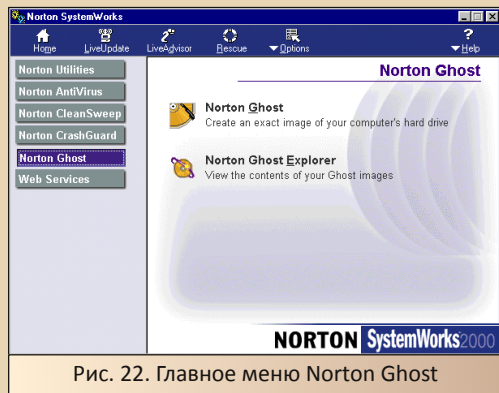 Norton SystemWorks
Home LiveUpdate LiveAdvisor Rescue Options Help
Norton Utilities
Norton AntiVirus
Norton CleanSweep
Norton CrashGuard
Norton Ghost
Web Services
Norton Ghost
Norton Ghost
Create an exact image of your computer's hard drive
Norton Ghost Explorer
View the contents of your Ghost images
NORTON SystemWorks 2000
Рис. 22. Главное меню Norton Ghost